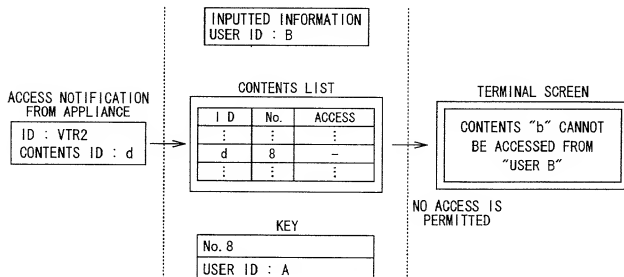 INPUTTED INFORMATION
USER ID : B
ACCESS NOTIFICATION
FROM APPLIANCE
ID : VTR2
CONTENTS ID : d
CONTENTS LIST
ID No. ACCESS
⋮ ⋮ ⋮
d 8 −
⋮ ⋮ ⋮
TERMINAL SCREEN
CONTENTS "b" CANNOT
BE ACCESSED FROM
"USER B"
NO ACCESS IS
PERMITTED
KEY
No. 8
USER ID : A